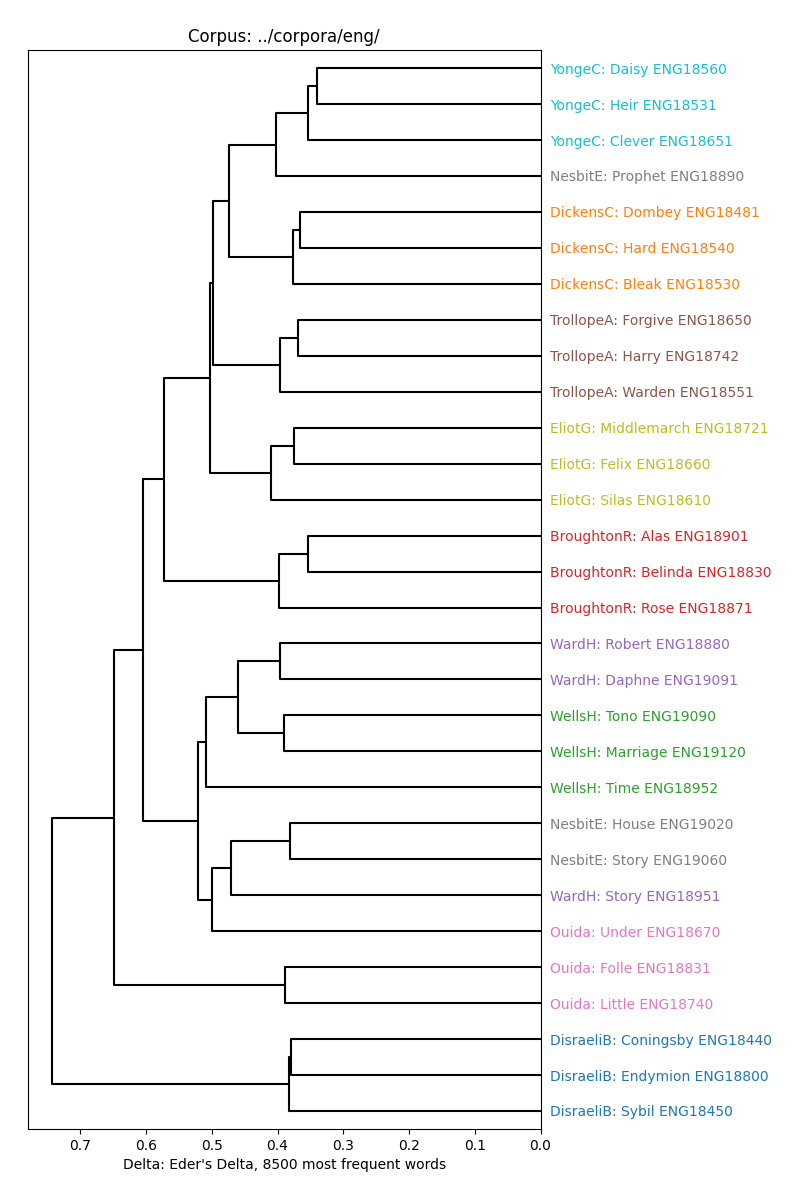 Corpus: ../corpora/eng/
YongeC: Daisy ENG18560
YongeC: Heir ENG18531
YongeC: Clever ENG18651
NesbitE: Prophet ENG18890
DickensC: Dombey ENG18481
DickensC: Hard ENG18540
DickensC: Bleak ENG18530
TrollopeA: Forgive ENG18650
TrollopeA: Harry ENG18742
TrollopeA: Warden ENG18551
EliotG: Middlemarch ENG18721
EliotG: Felix ENG18660
EliotG: Silas ENG18610
BroughtonR: Alas ENG18901
BroughtonR: Belinda ENG18830
BroughtonR: Rose ENG18871
WardH: Robert ENG18880
WardH: Daphne ENG19091
WellsH: Tono ENG19090
WellsH: Marriage ENG19120
WellsH: Time ENG18952
NesbitE: House ENG19020
NesbitE: Story ENG19060
WardH: Story ENG18951
Ouida: Under ENG18670
Ouida: Folle ENG18831
Ouida: Little ENG18740
DisraeliB: Coningsby ENG18440
DisraeliB: Endymion ENG18800
DisraeliB: Sybil ENG18450
0.7 0.6 0.5 0.4 0.3 0.2 0.1 0.0
Delta: Eder's Delta, 8500 most frequent words